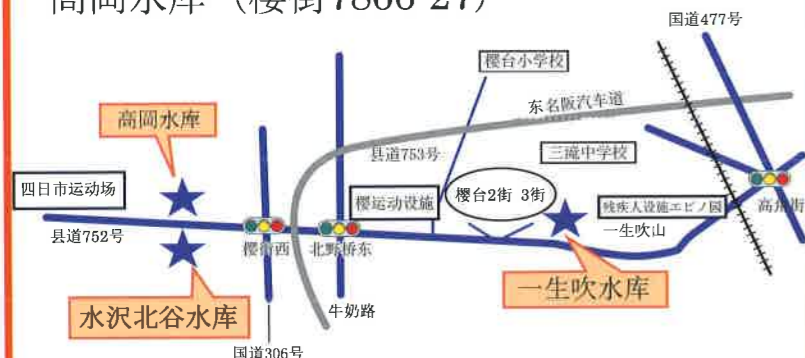 高岡水库 (樱街7866-27)
国道477号
樱台小学校
东名阪汽车道
高岡水库
县道753号
三滝中学校
四日市运动场
樱运动设施
樱台2街 3街
残疾人设施エビノ园
高角街
县道752号
樱街西
北野桥东
一生吹山
水沢北谷水库
一生吹水库
牛奶路
国道306号